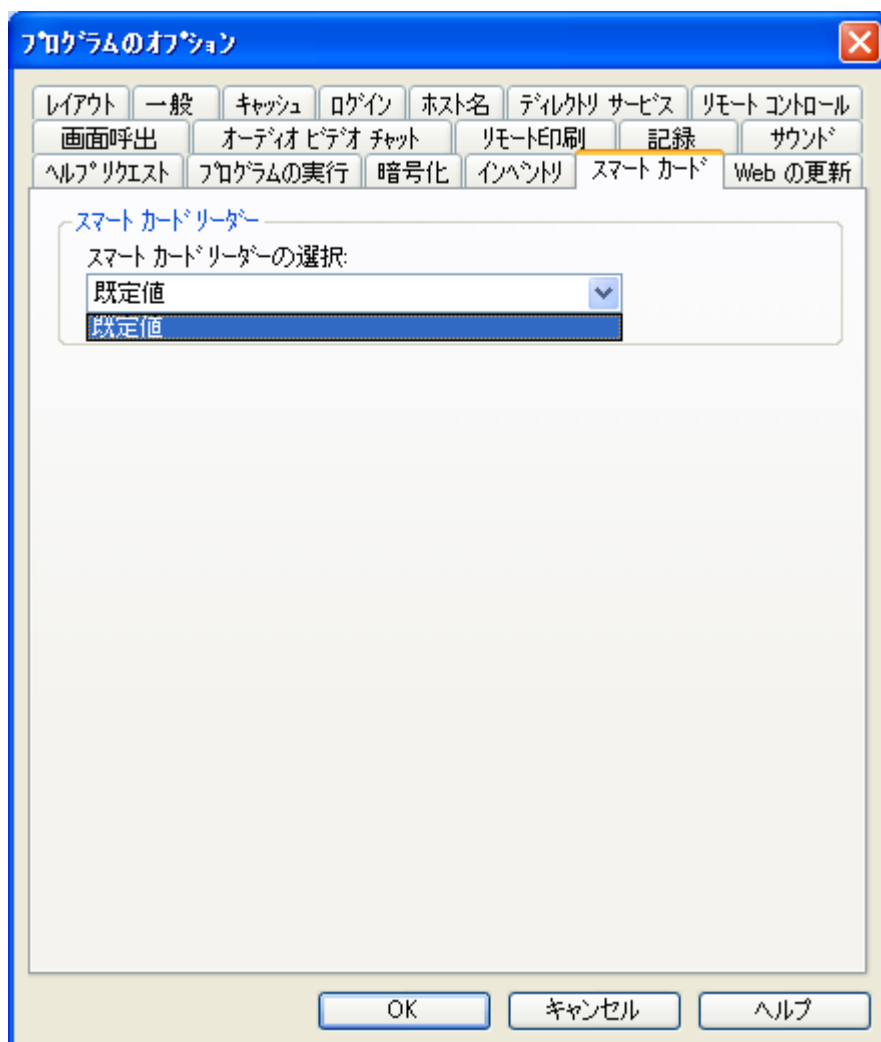 プログラムのオプション
レイアウト 一般 キャッシュ ログイン ホスト名 ディレクトリ サービス リモート コントロール
画面呼出 オーディオ ビデオ チャット リモート印刷 記録 サウンド
ヘルプ リクエスト プログラムの実行 暗号化 インベントリ スマート カード Web の更新
スマート カード リーダー
スマート カード リーダーの選択:
既定値
既定値
OK キャンセル ヘルプ